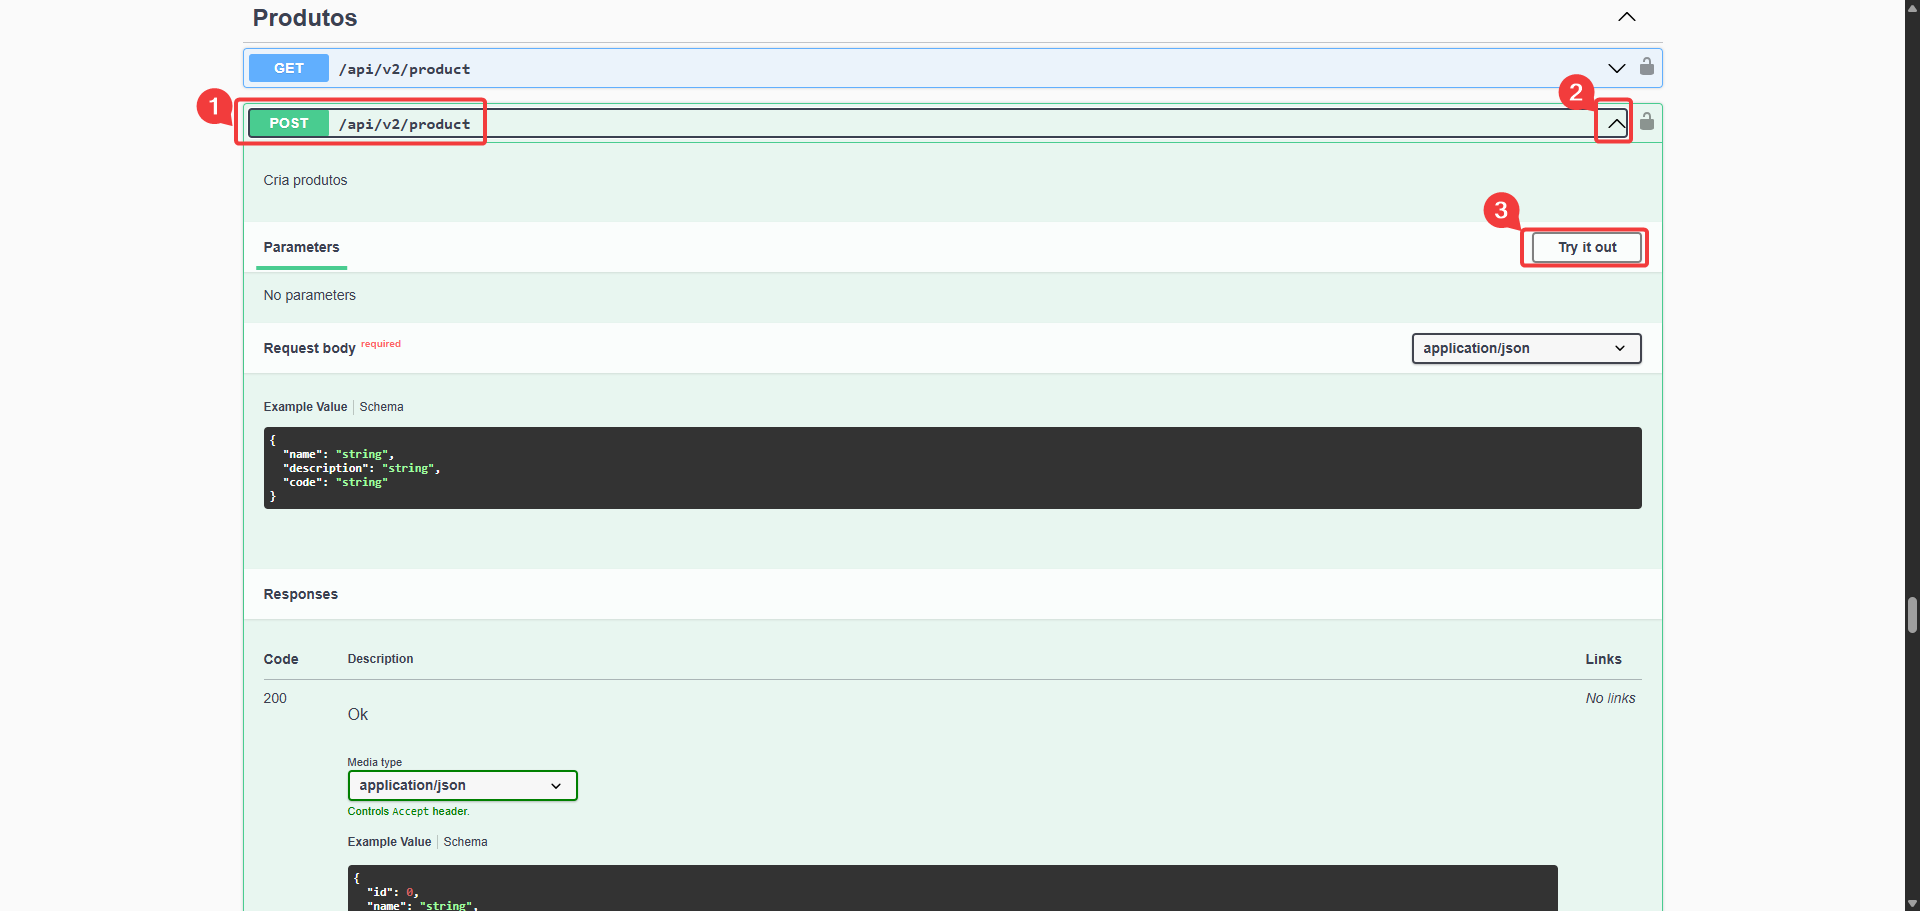 Produtos
GET /api/v2/product
1
POST /api/v2/product
2
Cria produtos
3
Parameters
Try it out
No parameters
Request body required
application/json
Example Value Schema
{
"name": "string",
"description": "string",
"code": "string"
}
Responses
Code Description Links
200 Ok No links
Media type
application/json
Controls Accept header.
Example Value Schema
{
"id": 0,
"name": "string",